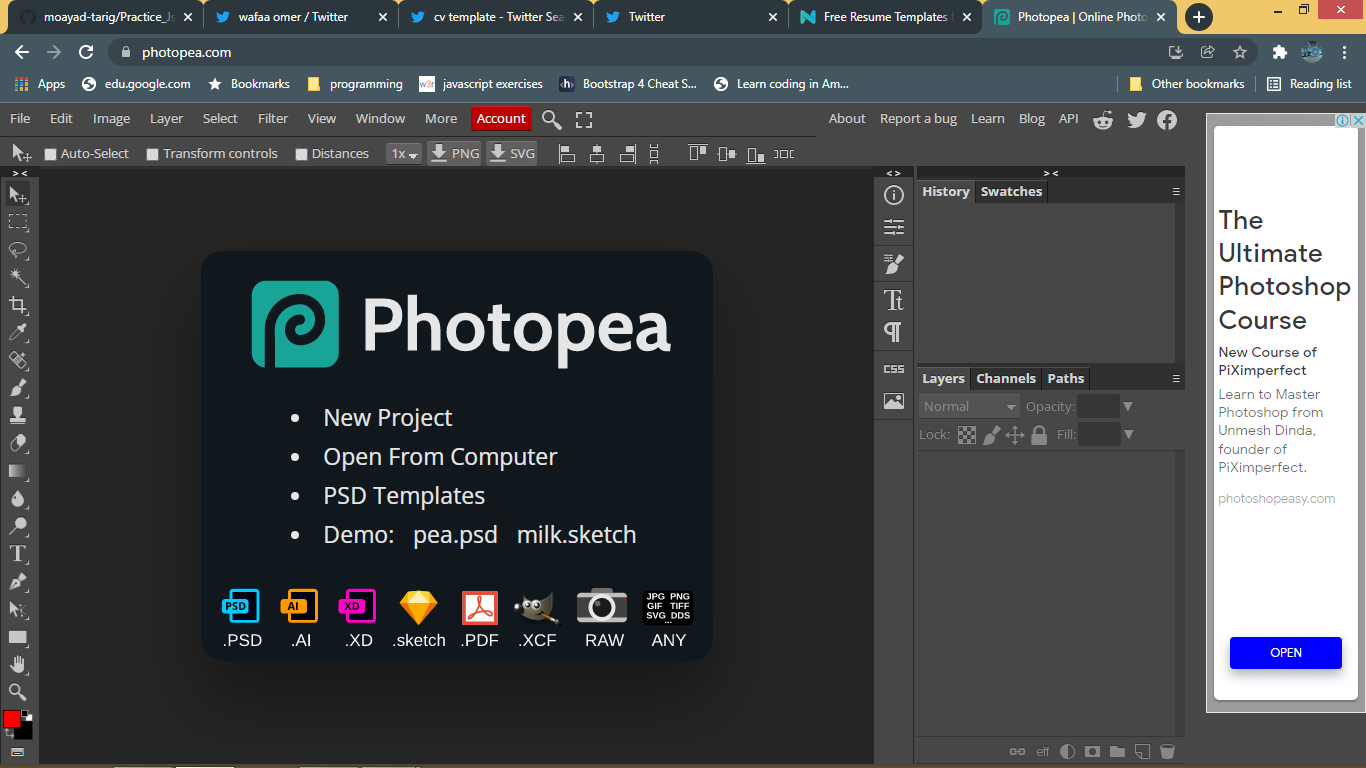 moayad-tarig/Practice_Js
wafaa omer / Twitter
cv template - Twitter Sea
Twitter
Free Resume Templates
Photopea | Online Photo
photopea.com
Apps
edu.google.com
Bookmarks
programming
w3r
javascript exercises
<h>
Bootstrap 4 Cheat S...
Learn coding in Am...
Other bookmarks
Reading list
File Edit Image Layer Select Filter View Window More Account
About Report a bug Learn Blog API
Auto-Select Transform controls Distances 1x PNG SVG
> <
< >
> <
History Swatches
Tt
CSS
Layers Channels Paths
Normal Opacity:
Lock: Fill:
eff
T
Photopea
New Project
Open From Computer
PSD Templates
Demo: pea.psd milk.sketch
PSD
AI
XD
JPG PNG
GIF TIFF
SVG DDS
...
.PSD .AI .XD .sketch .PDF .XCF RAW ANY
The
Ultimate
Photoshop
Course
New Course of
PiXimperfect
Learn to Master
Photoshop from
Unmesh Dinda,
founder of
PiXimperfect.
photoshopeasy.com
OPEN